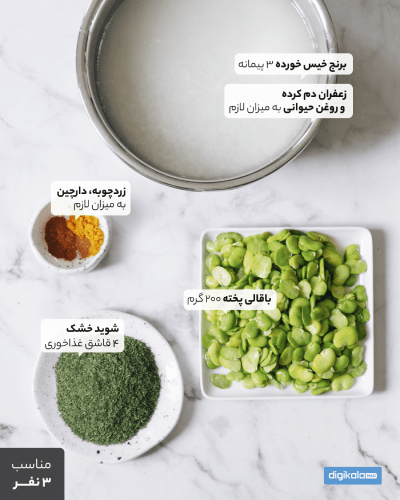 برنج خیس خورده ۳ پیمانه
زعفران دم کرده
و روغن حیوانی به میزان لازم
زردچوبه، دارچین
به میزان لازم
باقالی پخته ۲۰۰ گرم
شوید خشک
۴ قاشق غذاخوری
مناسب
۳ نفر
digikala